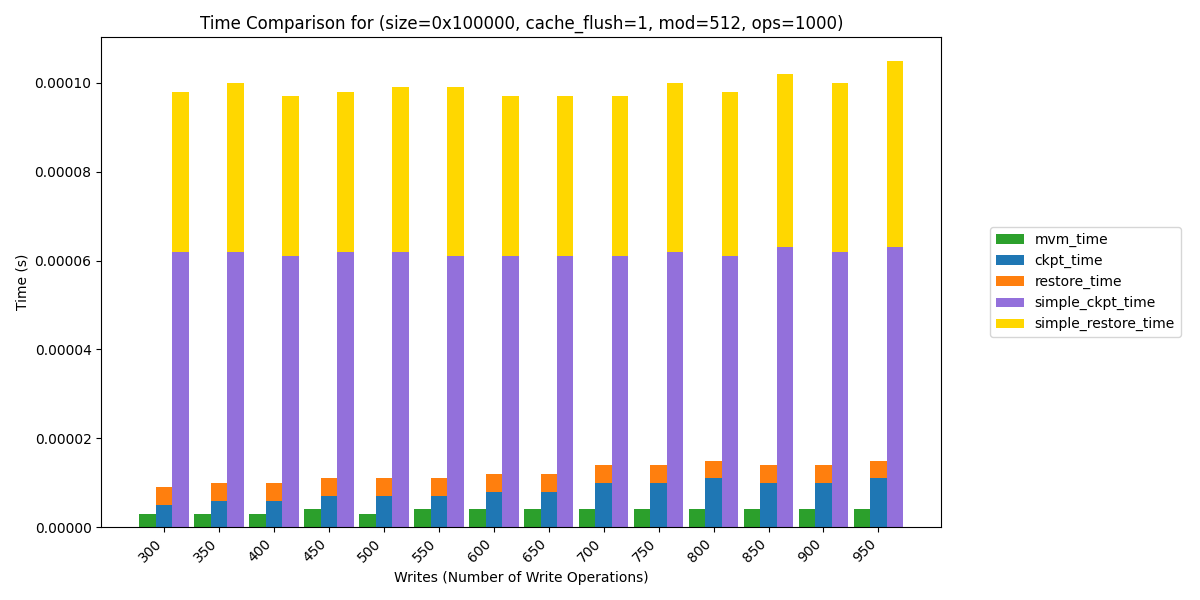 Time Comparison for (size=0x100000, cache_flush=1, mod=512, ops=1000)
Time (s)
0.00010
0.00008
0.00006
0.00004
0.00002
0.00000
300 350 400 450 500 550 600 650 700 750 800 850 900 950
Writes (Number of Write Operations)
mvm_time
ckpt_time
restore_time
simple_ckpt_time
simple_restore_time